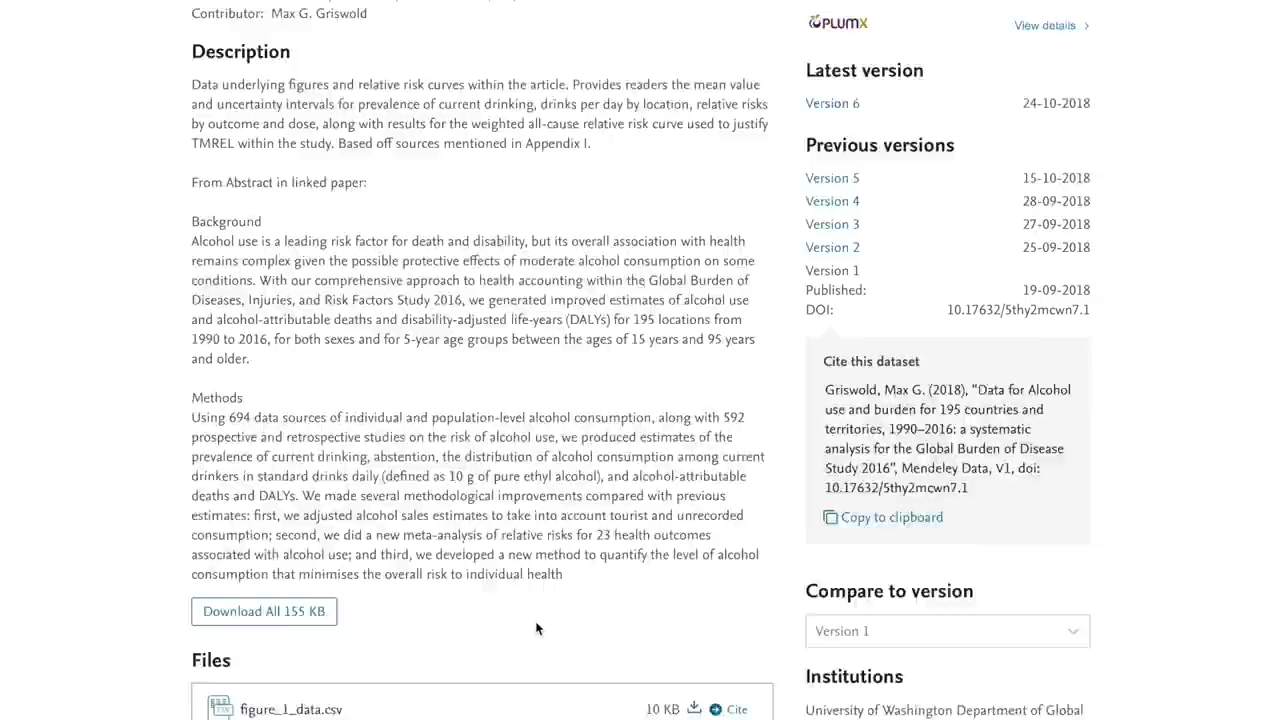 Contributor: Max G. Griswold
Description
Data underlying figures and relative risk curves within the article. Provides readers the mean value
and uncertainty intervals for prevalence of current drinking, drinks per day by location, relative risks
by outcome and dose, along with results for the weighted all-cause relative risk curve used to justify
TMREL within the study. Based off sources mentioned in Appendix I.
From Abstract in linked paper:
Background
Alcohol use is a leading risk factor for death and disability, but its overall association with health
remains complex given the possible protective effects of moderate alcohol consumption on some
conditions. With our comprehensive approach to health accounting within the Global Burden of
Diseases, Injuries, and Risk Factors Study 2016, we generated improved estimates of alcohol use
and alcohol-attributable deaths and disability-adjusted life-years (DALYs) for 195 locations from
1990 to 2016, for both sexes and for 5-year age groups between the ages of 15 years and 95 years
and older.
Methods
Using 694 data sources of individual and population-level alcohol consumption, along with 592
prospective and retrospective studies on the risk of alcohol use, we produced estimates of the
prevalence of current drinking, abstention, the distribution of alcohol consumption among current
drinkers in standard drinks daily (defined as 10 g of pure ethyl alcohol), and alcohol-attributable
deaths and DALYs. We made several methodological improvements compared with previous
estimates: first, we adjusted alcohol sales estimates to take into account tourist and unrecorded
consumption; second, we did a new meta-analysis of relative risks for 23 health outcomes
associated with alcohol use; and third, we developed a new method to quantify the level of alcohol
consumption that minimises the overall risk to individual health
Download All 155 KB
Files
figure_1_data.csv 10 KB Cite
PLUMX View details
Latest version
Version 6 24-10-2018
Previous versions
Version 5 15-10-2018
Version 4 28-09-2018
Version 3 27-09-2018
Version 2 25-09-2018
Version 1
Published: 19-09-2018
DOI: 10.17632/5thy2mcwn7.1
Cite this dataset
Griswold, Max G. (2018), “Data for Alcohol
use and burden for 195 countries and
territories, 1990–2016: a systematic
analysis for the Global Burden of Disease
Study 2016”, Mendeley Data, V1, doi:
10.17632/5thy2mcwn7.1
Copy to clipboard
Compare to version
Version 1
Institutions
University of Washington Department of Global